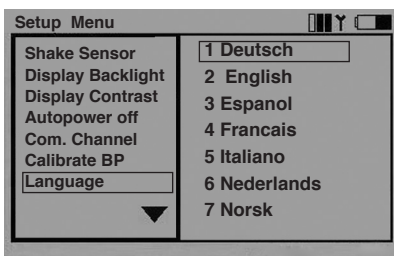 Setup Menu
Shake Sensor
Display Backlight
Display Contrast
Autopower off
Com. Channel
Calibrate BP
Language
1 Deutsch
2 English
3 Espanol
4 Francais
5 Italiano
6 Nederlands
7 Norsk